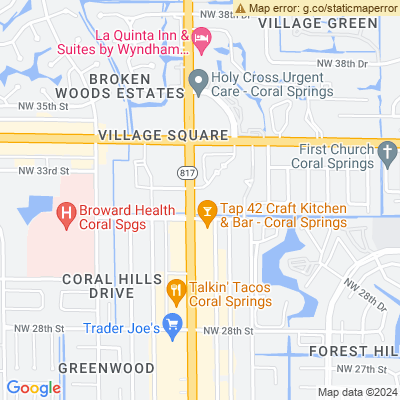 Map error: g.co/staticmaperror
NW 38th St
VILLAGE GREEN
La Quinta Inn &
Suites by Wyndham...
NW 38th Dr
BROKEN
WOODS ESTATES
Holy Cross Urgent
Care - Coral Springs
NW 35th St
VILLAGE SQUARE
First Church
Coral Springs
NW 33rd St
817
Broward Health
Coral Spgs
Tap 42 Craft Kitchen
& Bar - Coral Springs
CORAL HILLS
DRIVE
Talkin' Tacos
Coral Springs
NW 28th Dr
NW 28th St
Trader Joe's
NW 28th St
FOREST HIL
GREENWOOD
NW 27th St
Google
Map data ©2024